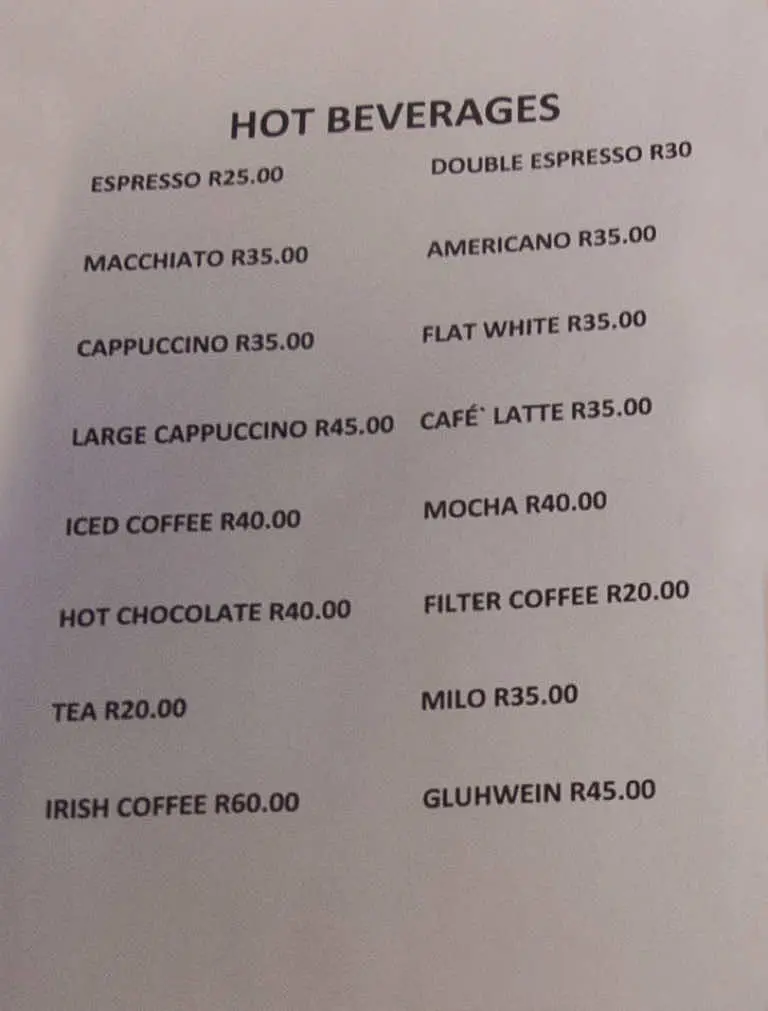 HOT BEVERAGES
ESPRESSO R25.00 DOUBLE ESPRESSO R30
MACCHIATO R35.00 AMERICANO R35.00
CAPPUCCINO R35.00 FLAT WHITE R35.00
LARGE CAPPUCCINO R45.00 CAFÉ` LATTE R35.00
ICED COFFEE R40.00 MOCHA R40.00
HOT CHOCOLATE R40.00 FILTER COFFEE R20.00
TEA R20.00 MILO R35.00
IRISH COFFEE R60.00 GLUHWEIN R45.00